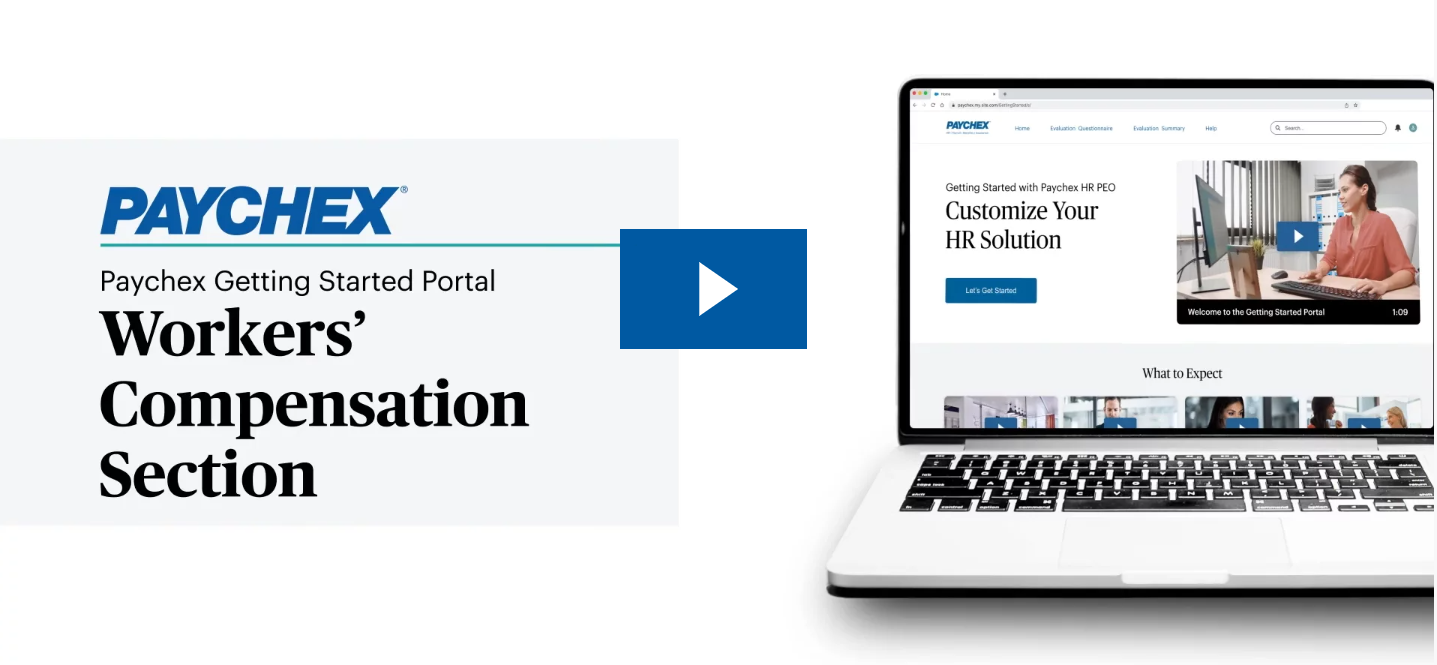 PAYCHEX®
Paychex Getting Started Portal
Workers’
Compensation
Section
Home
paychex.my.site.com/GettingStarted/s/
PAYCHEX
Home Evaluation Questionnaire Evaluation Summary Help
Search...
Getting Started with Paychex HR PEO
Customize Your
HR Solution
Let's Get Started
Welcome to the Getting Started Portal 1:09
What to Expect